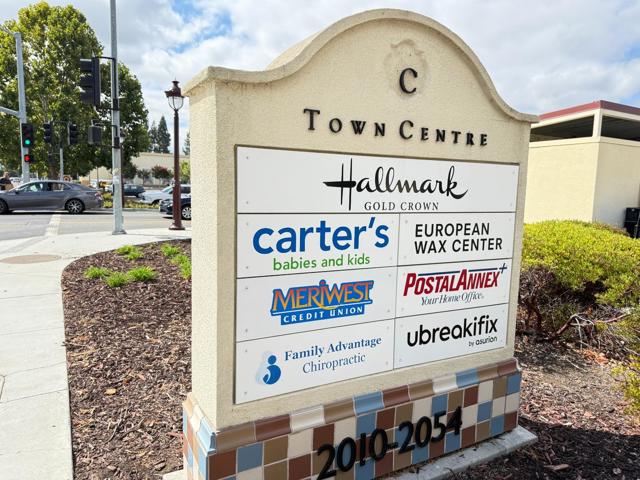 C
TOWN CENTRE
Hallmark
GOLD CROWN
carter's
babies and kids
EUROPEAN
WAX CENTER
MERIWEST
CREDIT UNION
POSTALANNEX+
Your Home Office.
Family Advantage
Chiropractic
ubreakifix
by asurion
2010-2054